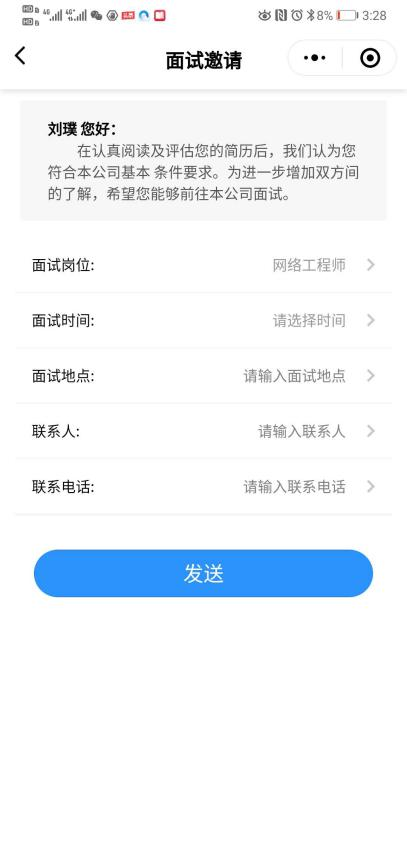 8% 3:28
面试邀请
刘璞 您好：
在认真阅读及评估您的简历后，我们认为您
符合本公司基本 条件要求。为进一步增加双方间
的了解，希望您能够前往本公司面试。
面试岗位: 网络工程师
面试时间: 请选择时间
面试地点: 请输入面试地点
联系人: 请输入联系人
联系电话: 请输入联系电话
发送